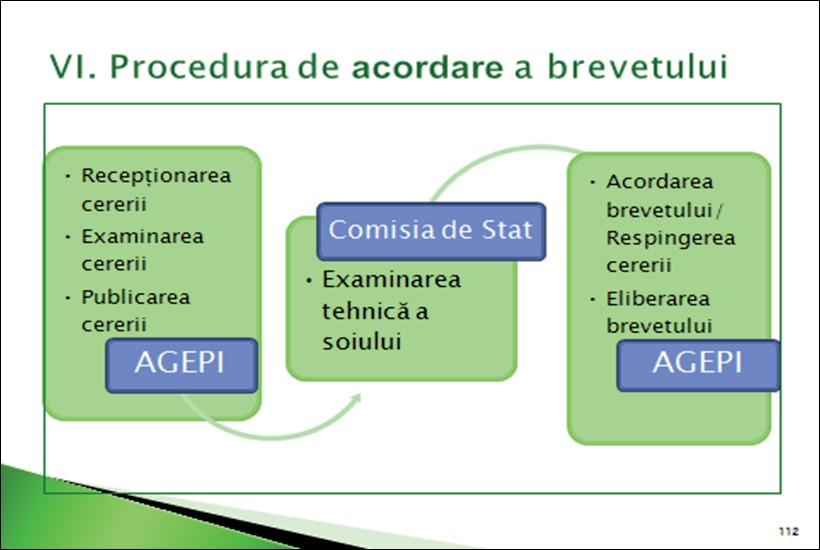 VI. Procedura de acordare a brevetului
• Recepționarea
cererii
• Examinarea
cererii
• Publicarea
cererii
AGEPI
Comisia de Stat
• Examinarea
tehnică a
soiului
• Acordarea
brevetului/
Respingerea
cererii
• Eliberarea
brevetului
AGEPI
112